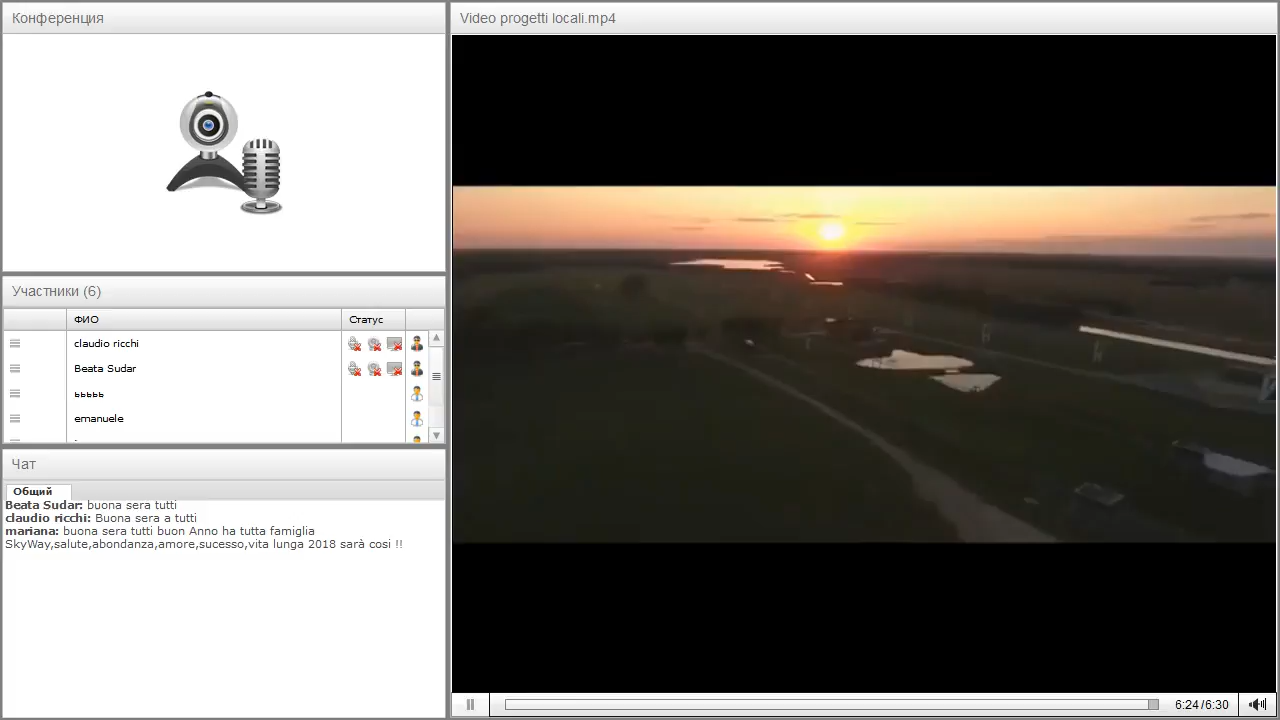 Конференция
Video progetti locali.mp4
Участники (6)
ФИО
Статус
claudio ricchi
Beata Sudar
ььььь
emanuele
Чат
Общий
Beata Sudar: buona sera tutti
claudio ricchi: Buona sera a tutti
mariana: buona sera tutti buon Anno ha tutta famiglia
SkyWay,salute,abondanza,amore,sucesso,vita lunga 2018 sarà cosi !!
6:24/6:30